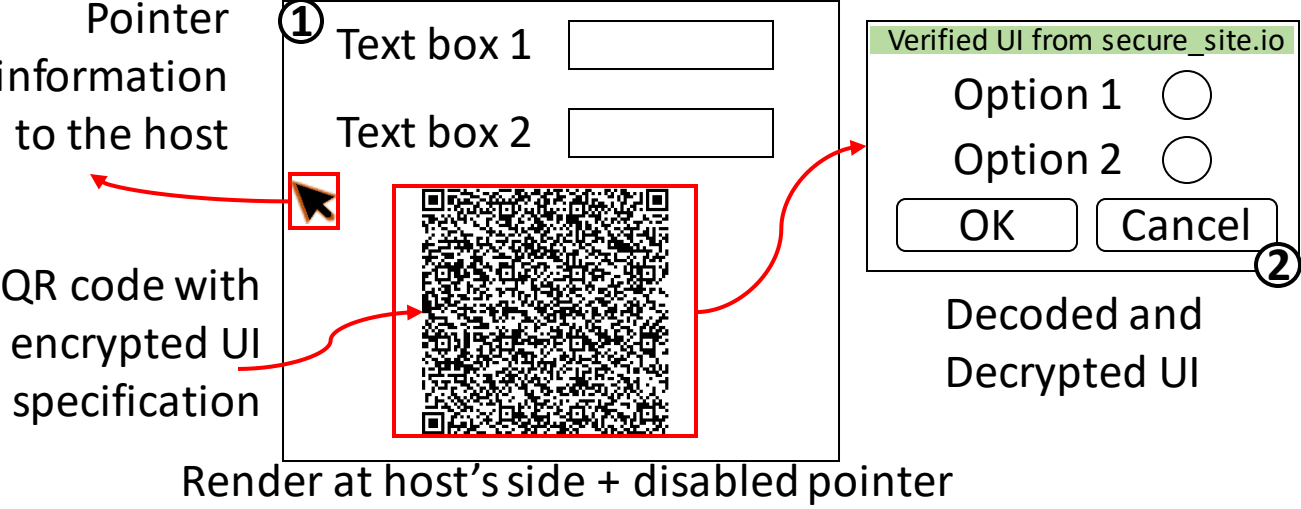 Pointer
information
to the host
QR code with
encrypted UI
specification
①
Text box 1
Text box 2
Render at host's side + disabled pointer
Verified UI from secure_site.io
Option 1
Option 2
OK
Cancel
②
Decoded and
Decrypted UI